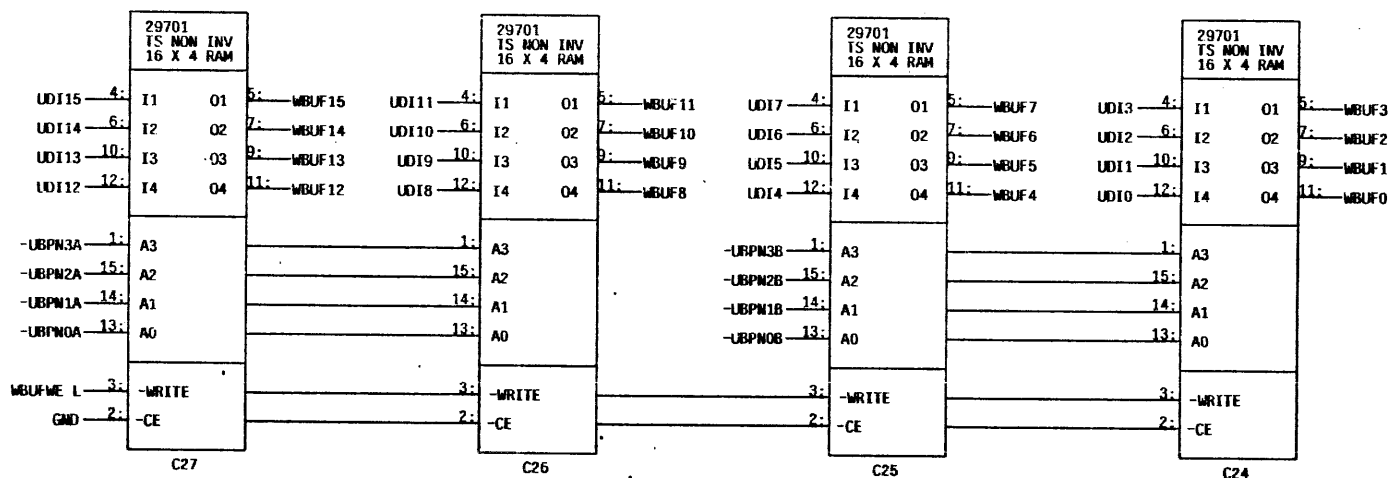 29701
TS NON INV
16 X 4 RAM
UDI15 4: I1 O1 5: WBUF15
UDI14 6: I2 O2 7: WBUF14
UDI13 10: I3 O3 9: WBUF13
UDI12 12: I4 O4 11: WBUF12
-UBPN3A 1: A3
-UBPN2A 15: A2
-UBPN1A 14: A1
-UBPN0A 13: A0
WBUFWE L 3: -WRITE
GND 2: -CE
C27
29701
TS NON INV
16 X 4 RAM
UDI11 4: I1 O1 5: WBUF11
UDI10 6: I2 O2 7: WBUF10
UDI9 10: I3 O3 9: WBUF9
UDI8 12: I4 O4 11: WBUF8
1: A3
15: A2
14: A1
13: A0
3: -WRITE
2: -CE
C26
29701
TS NON INV
16 X 4 RAM
UDI7 4: I1 O1 5: WBUF7
UDI6 6: I2 O2 7: WBUF6
UDI5 10: I3 O3 9: WBUF5
UDI4 12: I4 O4 11: WBUF4
-UBPN3B 1: A3
-UBPN2B 15: A2
-UBPN1B 14: A1
-UBPN0B 13: A0
3: -WRITE
2: -CE
C25
29701
TS NON INV
16 X 4 RAM
UDI3 4: I1 O1 5: WBUF3
UDI2 6: I2 O2 7: WBUF2
UDI1 10: I3 O3 9: WBUF1
UDI0 12: I4 O4 11: WBUF0
1: A3
15: A2
14: A1
13: A0
3: -WRITE
2: -CE
C24